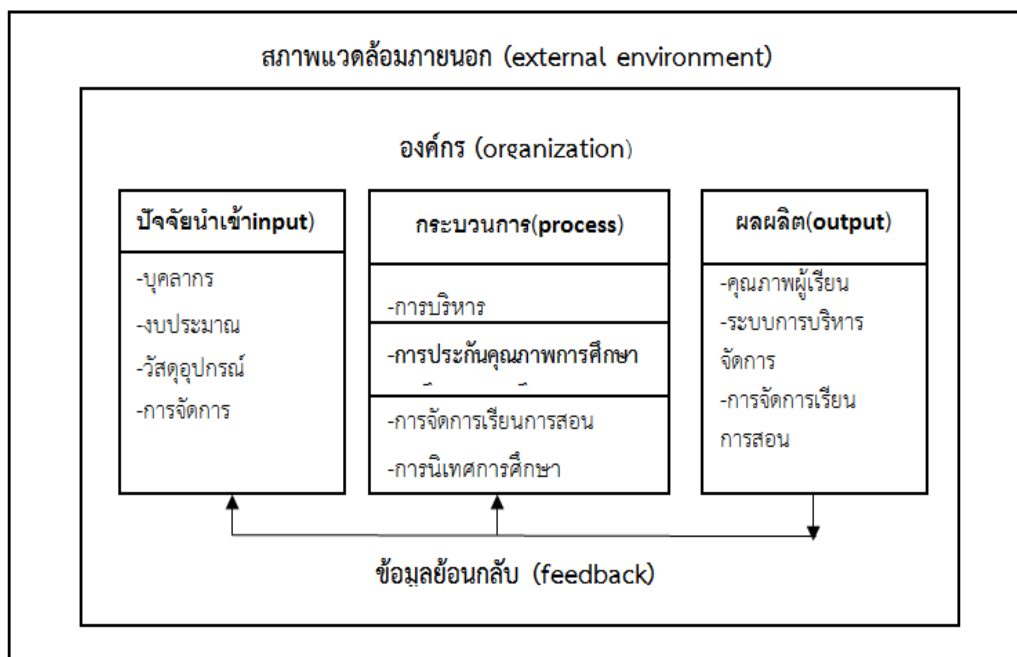 สภาพแวดล้อมภายนอก (external environment)
องค์กร (organization)
ปัจจัยนำเข้าinput)
-บุคลากร
-งบประมาณ
-วัสดุอุปกรณ์
-การจัดการ
กระบวนการ(process)
-การบริหาร
-การประกันคุณภาพการศึกษา
-การจัดการเรียนการสอน
-การนิเทศการศึกษา
ผลผลิต(output)
-คุณภาพผู้เรียน
-ระบบการบริหาร
จัดการ
-การจัดการเรียน
การสอน
ข้อมูลย้อนกลับ (feedback)